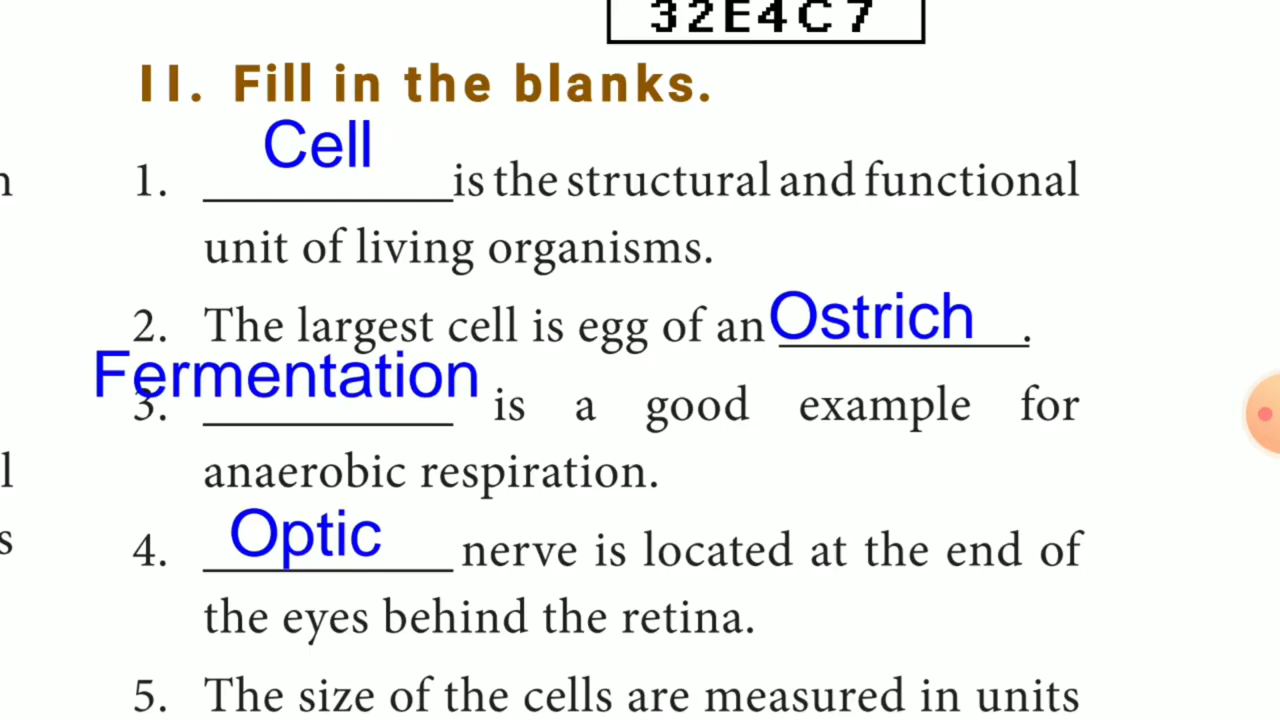 32E4C7
II. Fill in the blanks.
Cell
1. __________ is the structural and functional
unit of living organisms.
2. The largest cell is egg of an Ostrich.
Fermentation
3. __________ is a good example for
anaerobic respiration.
Optic
4. __________ nerve is located at the end of
the eyes behind the retina.
5. The size of the cells are measured in units